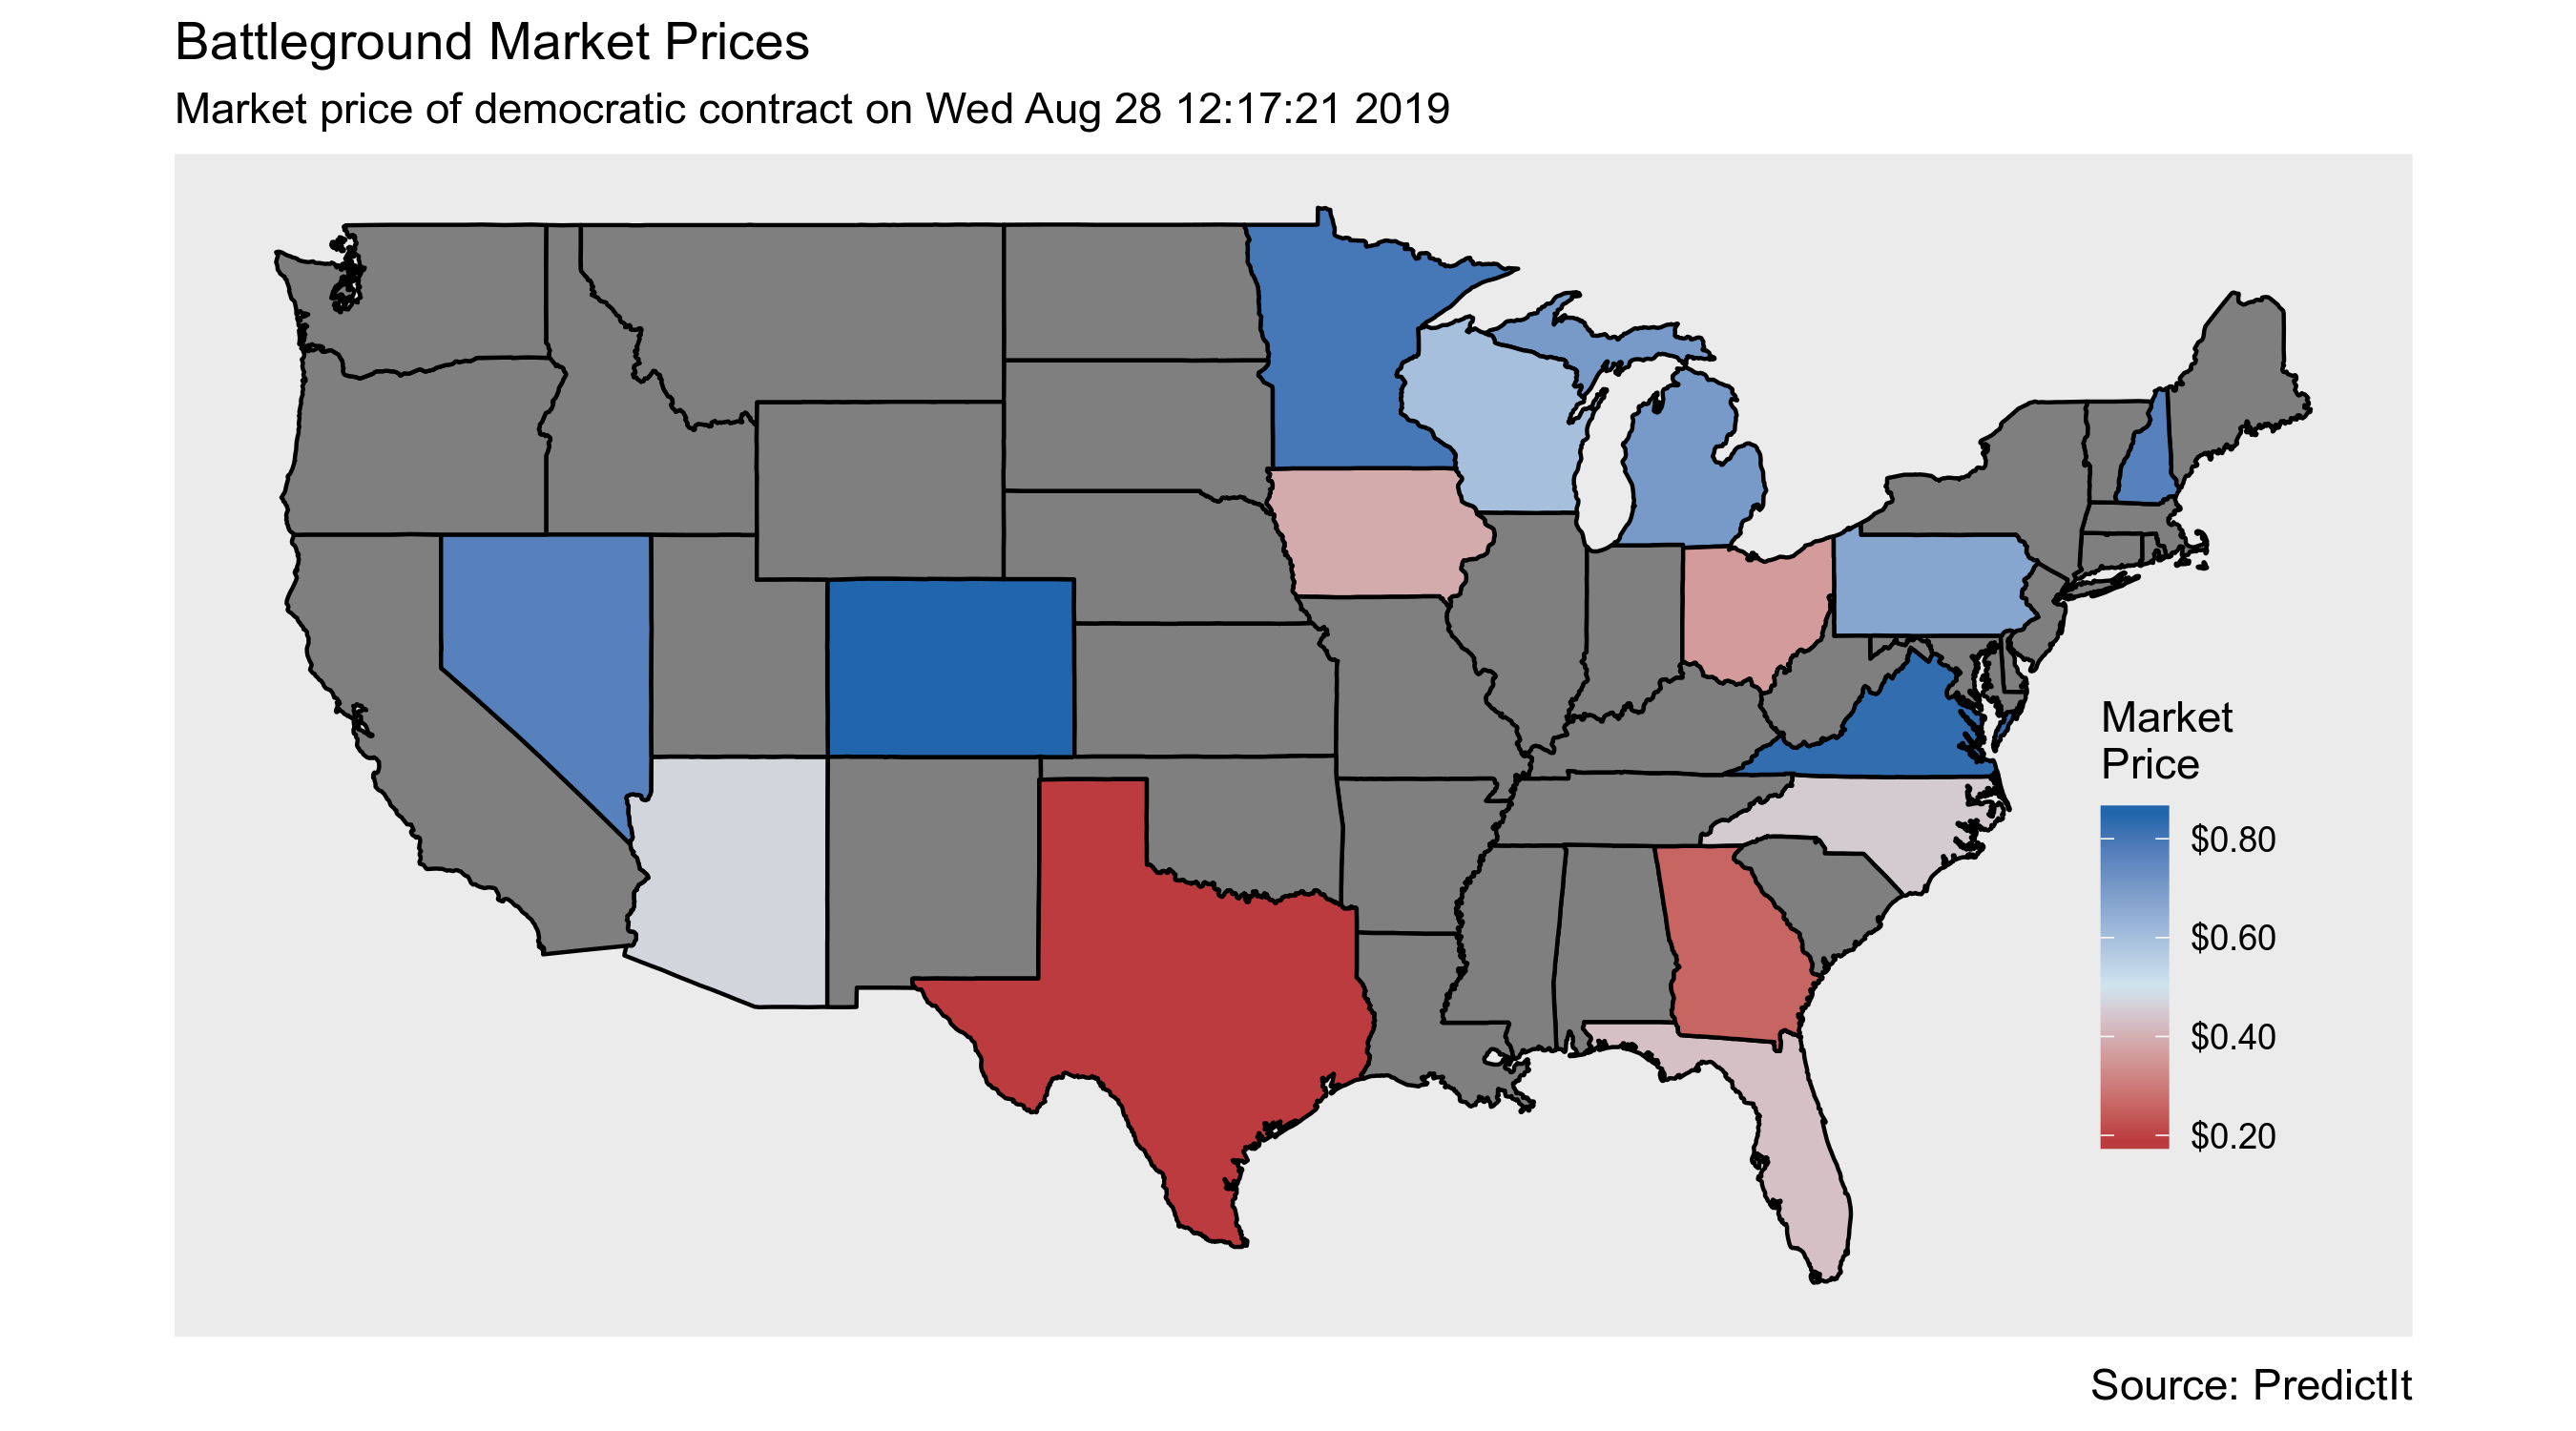 Battleground Market Prices
Market price of democratic contract on Wed Aug 28 12:17:21 2019
Market
Price
$0.80
$0.60
$0.40
$0.20
Source: PredictIt